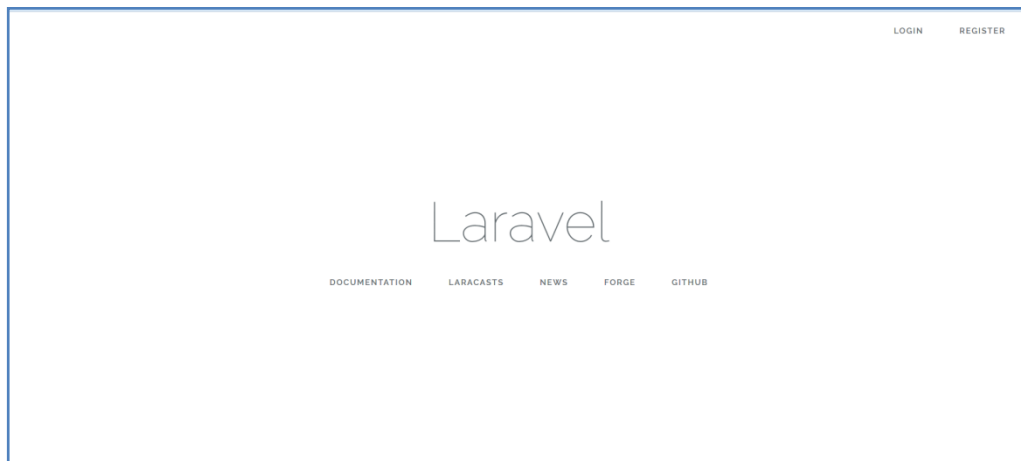 LOGIN REGISTER
Laravel
DOCUMENTATION LARACASTS NEWS FORGE GITHUB